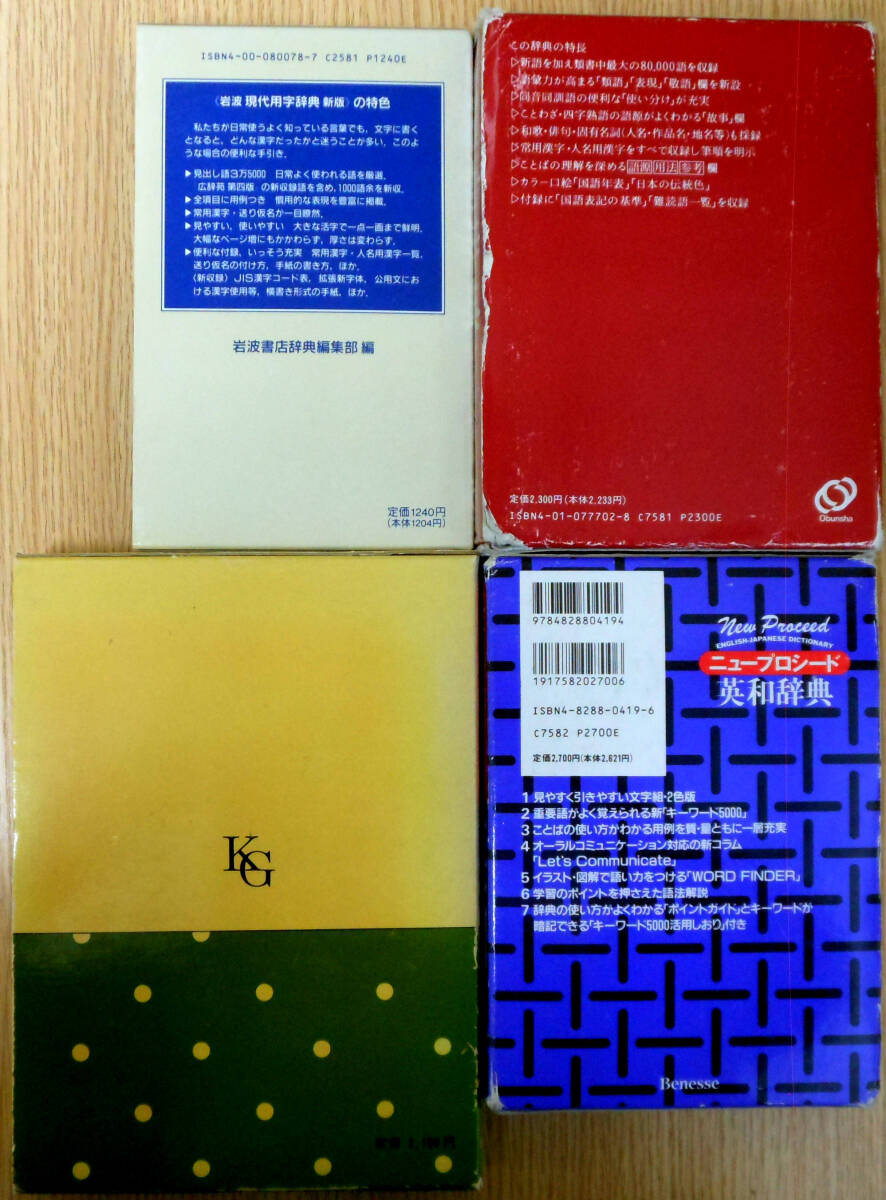 ISBN4-00-080078-7 C2581 P1240E
〈岩波 現代用字辞典 新版〉の特色
私たちが日常使うよく知っている言葉でも，文字に書く
となると，どんな漢字だったかと迷うことが多い．このよ
うな場合の便利な手引き．
▶見出し語3万5000 日常よく使われる語を厳選．
広辞苑 第四版 の新収録語を含め，1000語余を新収．
▶全項目に用例つき 慣用的な表現を豊富に掲載．
▶常用漢字・送り仮名が一目瞭然．
▶見やすい，使いやすい 大きな活字で一点一画まで鮮明．
大幅なページ増にもかかわらず，厚さは変わらず．
▶便利な付録，いっそう充実 常用漢字・人名用漢字一覧，
送り仮名の付け方，手紙の書き方，ほか．
〈新収録〉JIS漢字コード表，拡張新字体，公用文にお
ける漢字使用等，横書き形式の手紙，ほか．
岩波書店辞典編集部 編
定価1240円
（本体1204円）
この辞典の特長
▷新語を加え類書中最大の80,000語を収録
▷語彙力が高まる「類語」「表現」「敬語」欄を新設
▷同音同訓語の便利な「使い分け」が充実
▷ことわざ・四字熟語の語源がよくわかる「故事」欄
▷和歌・俳句・固有名詞(人名・作品名・地名等)も採録
▷常用漢字・人名用漢字をすべて収録し筆順を明示
▷ことばの理解を深める語源用法参考欄
▷カラー口絵「国語年表」「日本の伝統色」
▷付録に「国語表記の基準」「難読語一覧」を収録
定価2,300円(本体2,233円)
ISBN4-01-077702-8 C7581 P2300E
Obunsha
KG
9784828804194
1917582027006
ISBN4-8288-0419-6
C7582 P2700E
定価2,700円(本体2,621円)
New Proceed
ENGLISH-JAPANESE DICTIONARY
ニュープロシード
英和辞典
1 見やすく引きやすい文字組・2色版
2 重要語がよく覚えられる新「キーワード5000」
3 ことばの使い方がわかる用例を質・量ともに一層充実
4 オーラルコミュニケーション対応の新コラム
「Let's Communicate」
5 イラスト・図解で語い力をつける「WORD FINDER」
6 学習のポイントを押さえた語法解説
7 辞典の使い方がよくわかる「ポイントガイド」とキーワードが
暗記できる「キーワード5000活用しおり」付き
Benesse